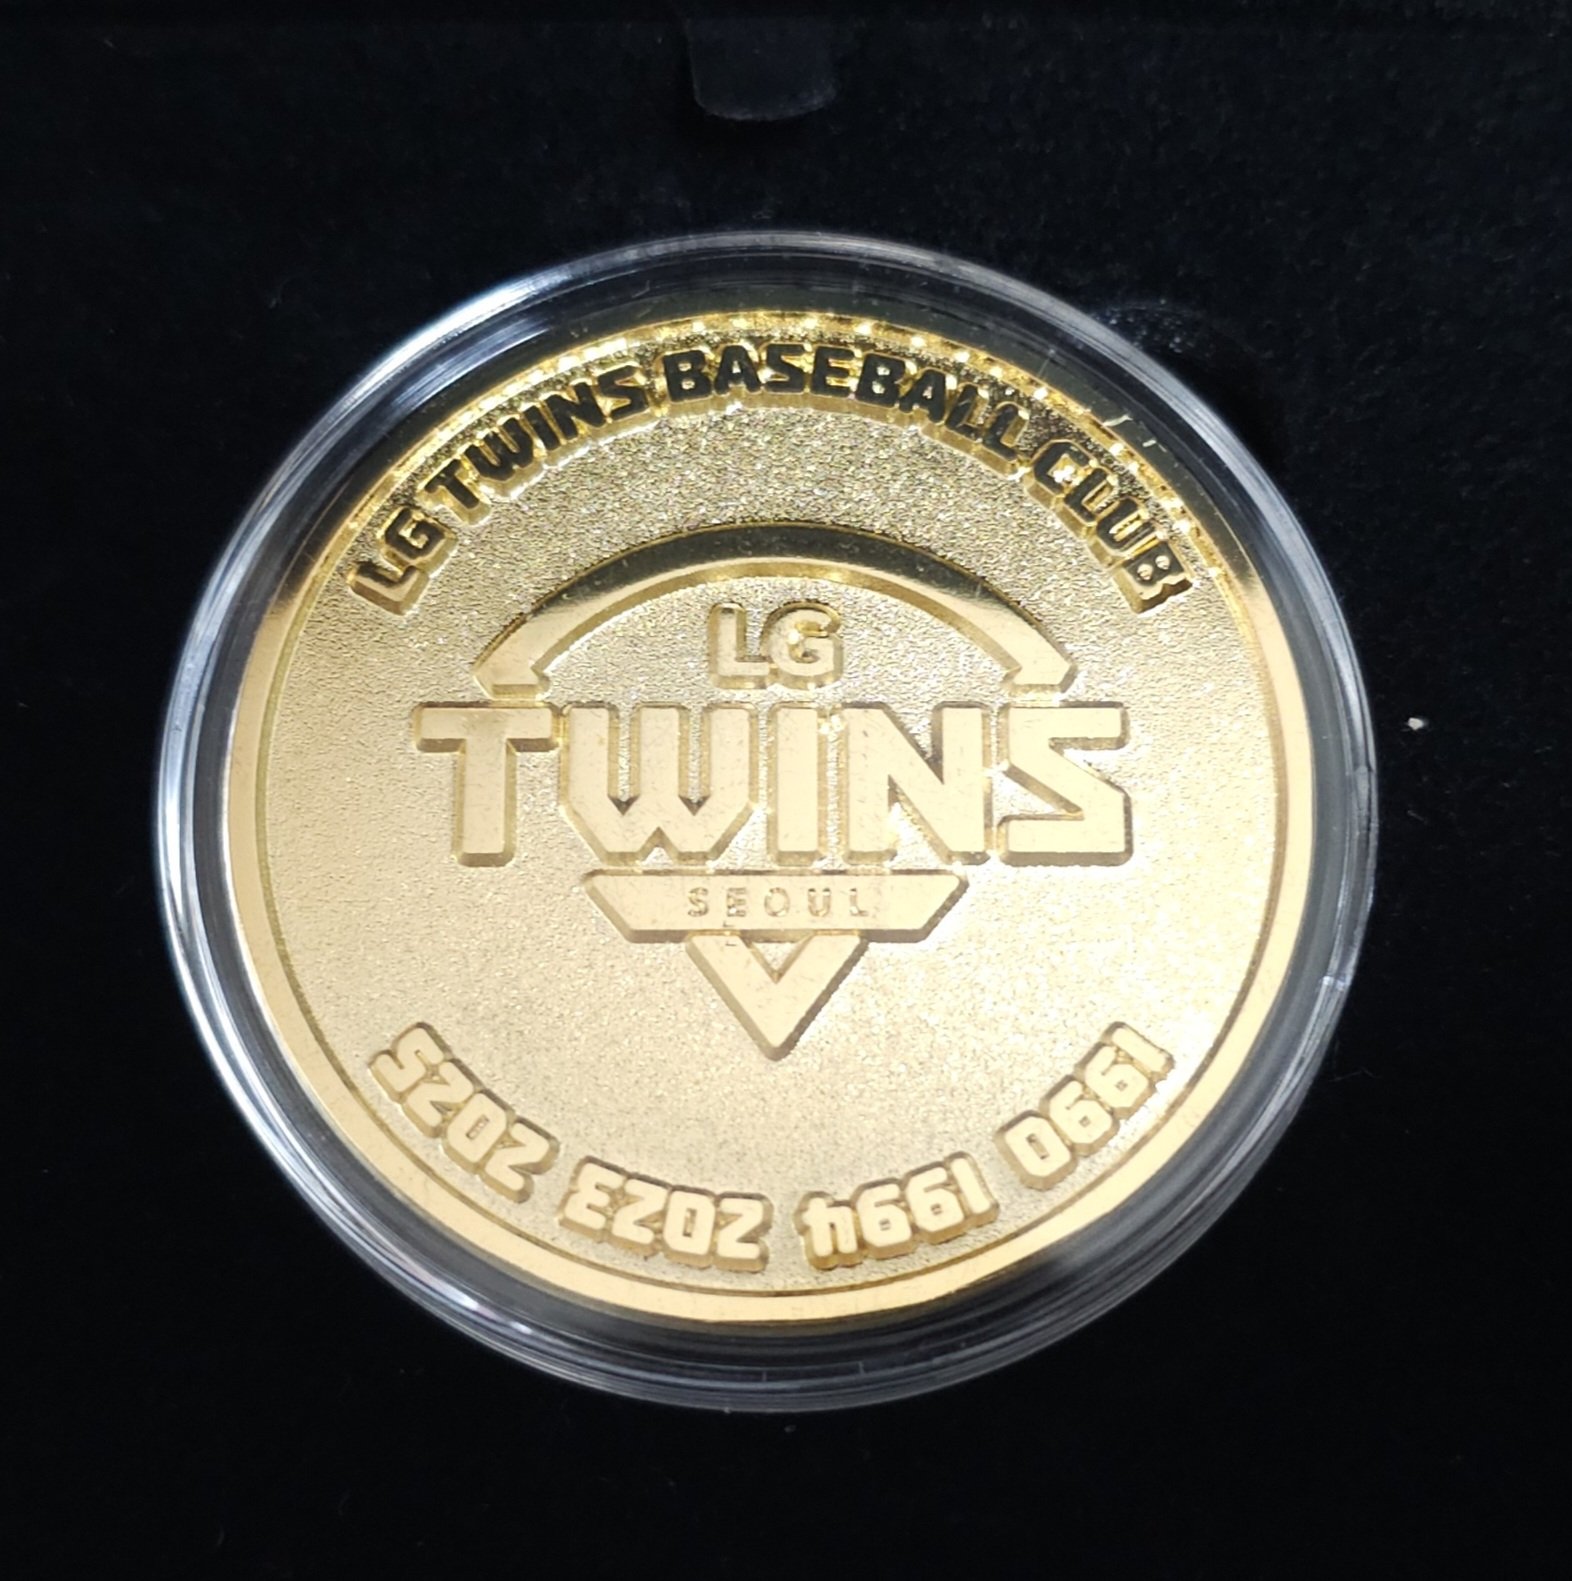 LG TWINS BASEBALL CLUB
LG
TWINS
SEOUL
1990 1994 2023 2025